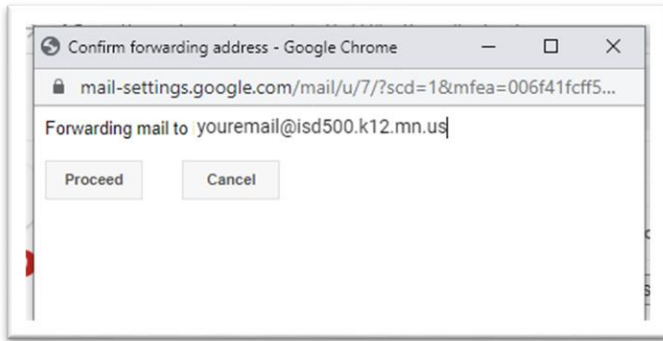 Confirm forwarding address - Google Chrome
mail-settings.google.com/mail/u/7/?scd=1&mfea=006f41fcff5...
Forwarding mail to youremail@isd500.k12.mn.us
Proceed Cancel